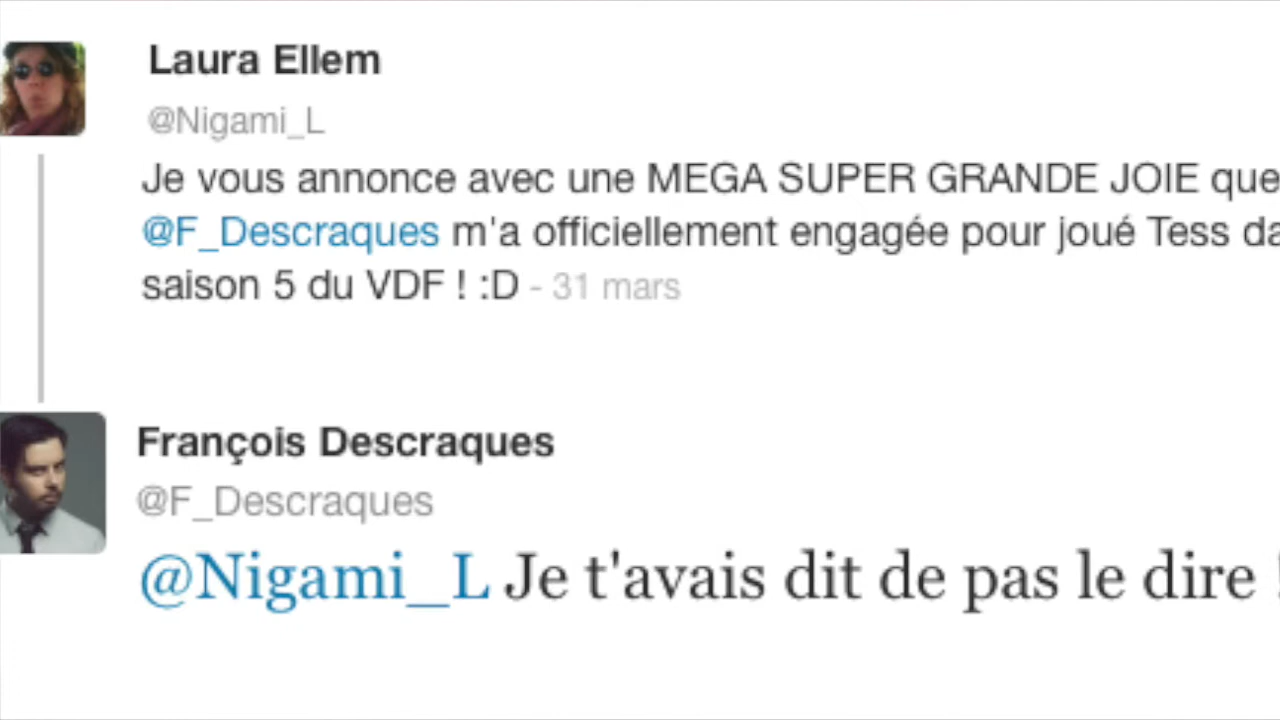 Laura Ellem
@Nigami_L
Je vous annonce avec une MEGA SUPER GRANDE JOIE que
@F_Descraques m'a officiellement engagée pour joué Tess da
saison 5 du VDF ! :D - 31 mars
François Descraques
@F_Descraques
@Nigami_L Je t'avais dit de pas le dire !